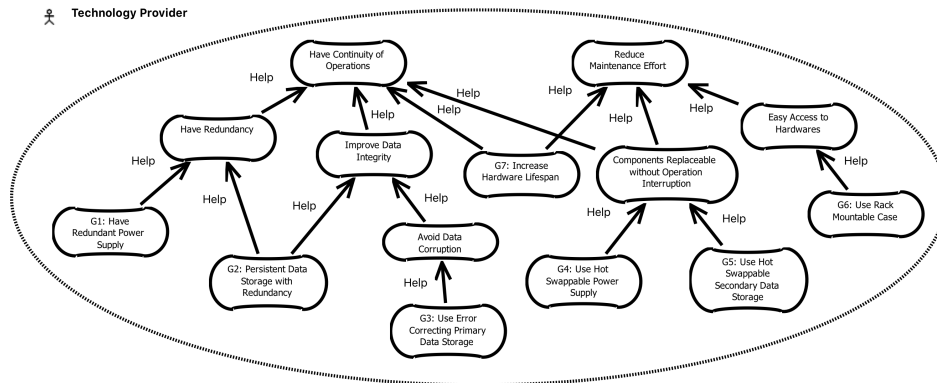 Technology Provider
Have Continuity of
Operations
Reduce
Maintenance Effort
Help
Help
Help
Help
Help
Help
Help
Have Redundancy
Improve Data
Integrity
G7: Increase
Hardware Lifespan
Components Replaceable
without Operation
Interruption
Easy Access to
Hardwares
Help
Help
Help
Help
Help
Help
Help
G1: Have
Redundant Power
Supply
G2: Persistent Data
Storage with
Redundancy
Avoid Data
Corruption
G4: Use Hot
Swappable Power
Supply
G5: Use Hot
Swappable
Secondary Data
Storage
G6: Use Rack
Mountable Case
Help
Help
G3: Use Error
Correcting Primary
Data Storage